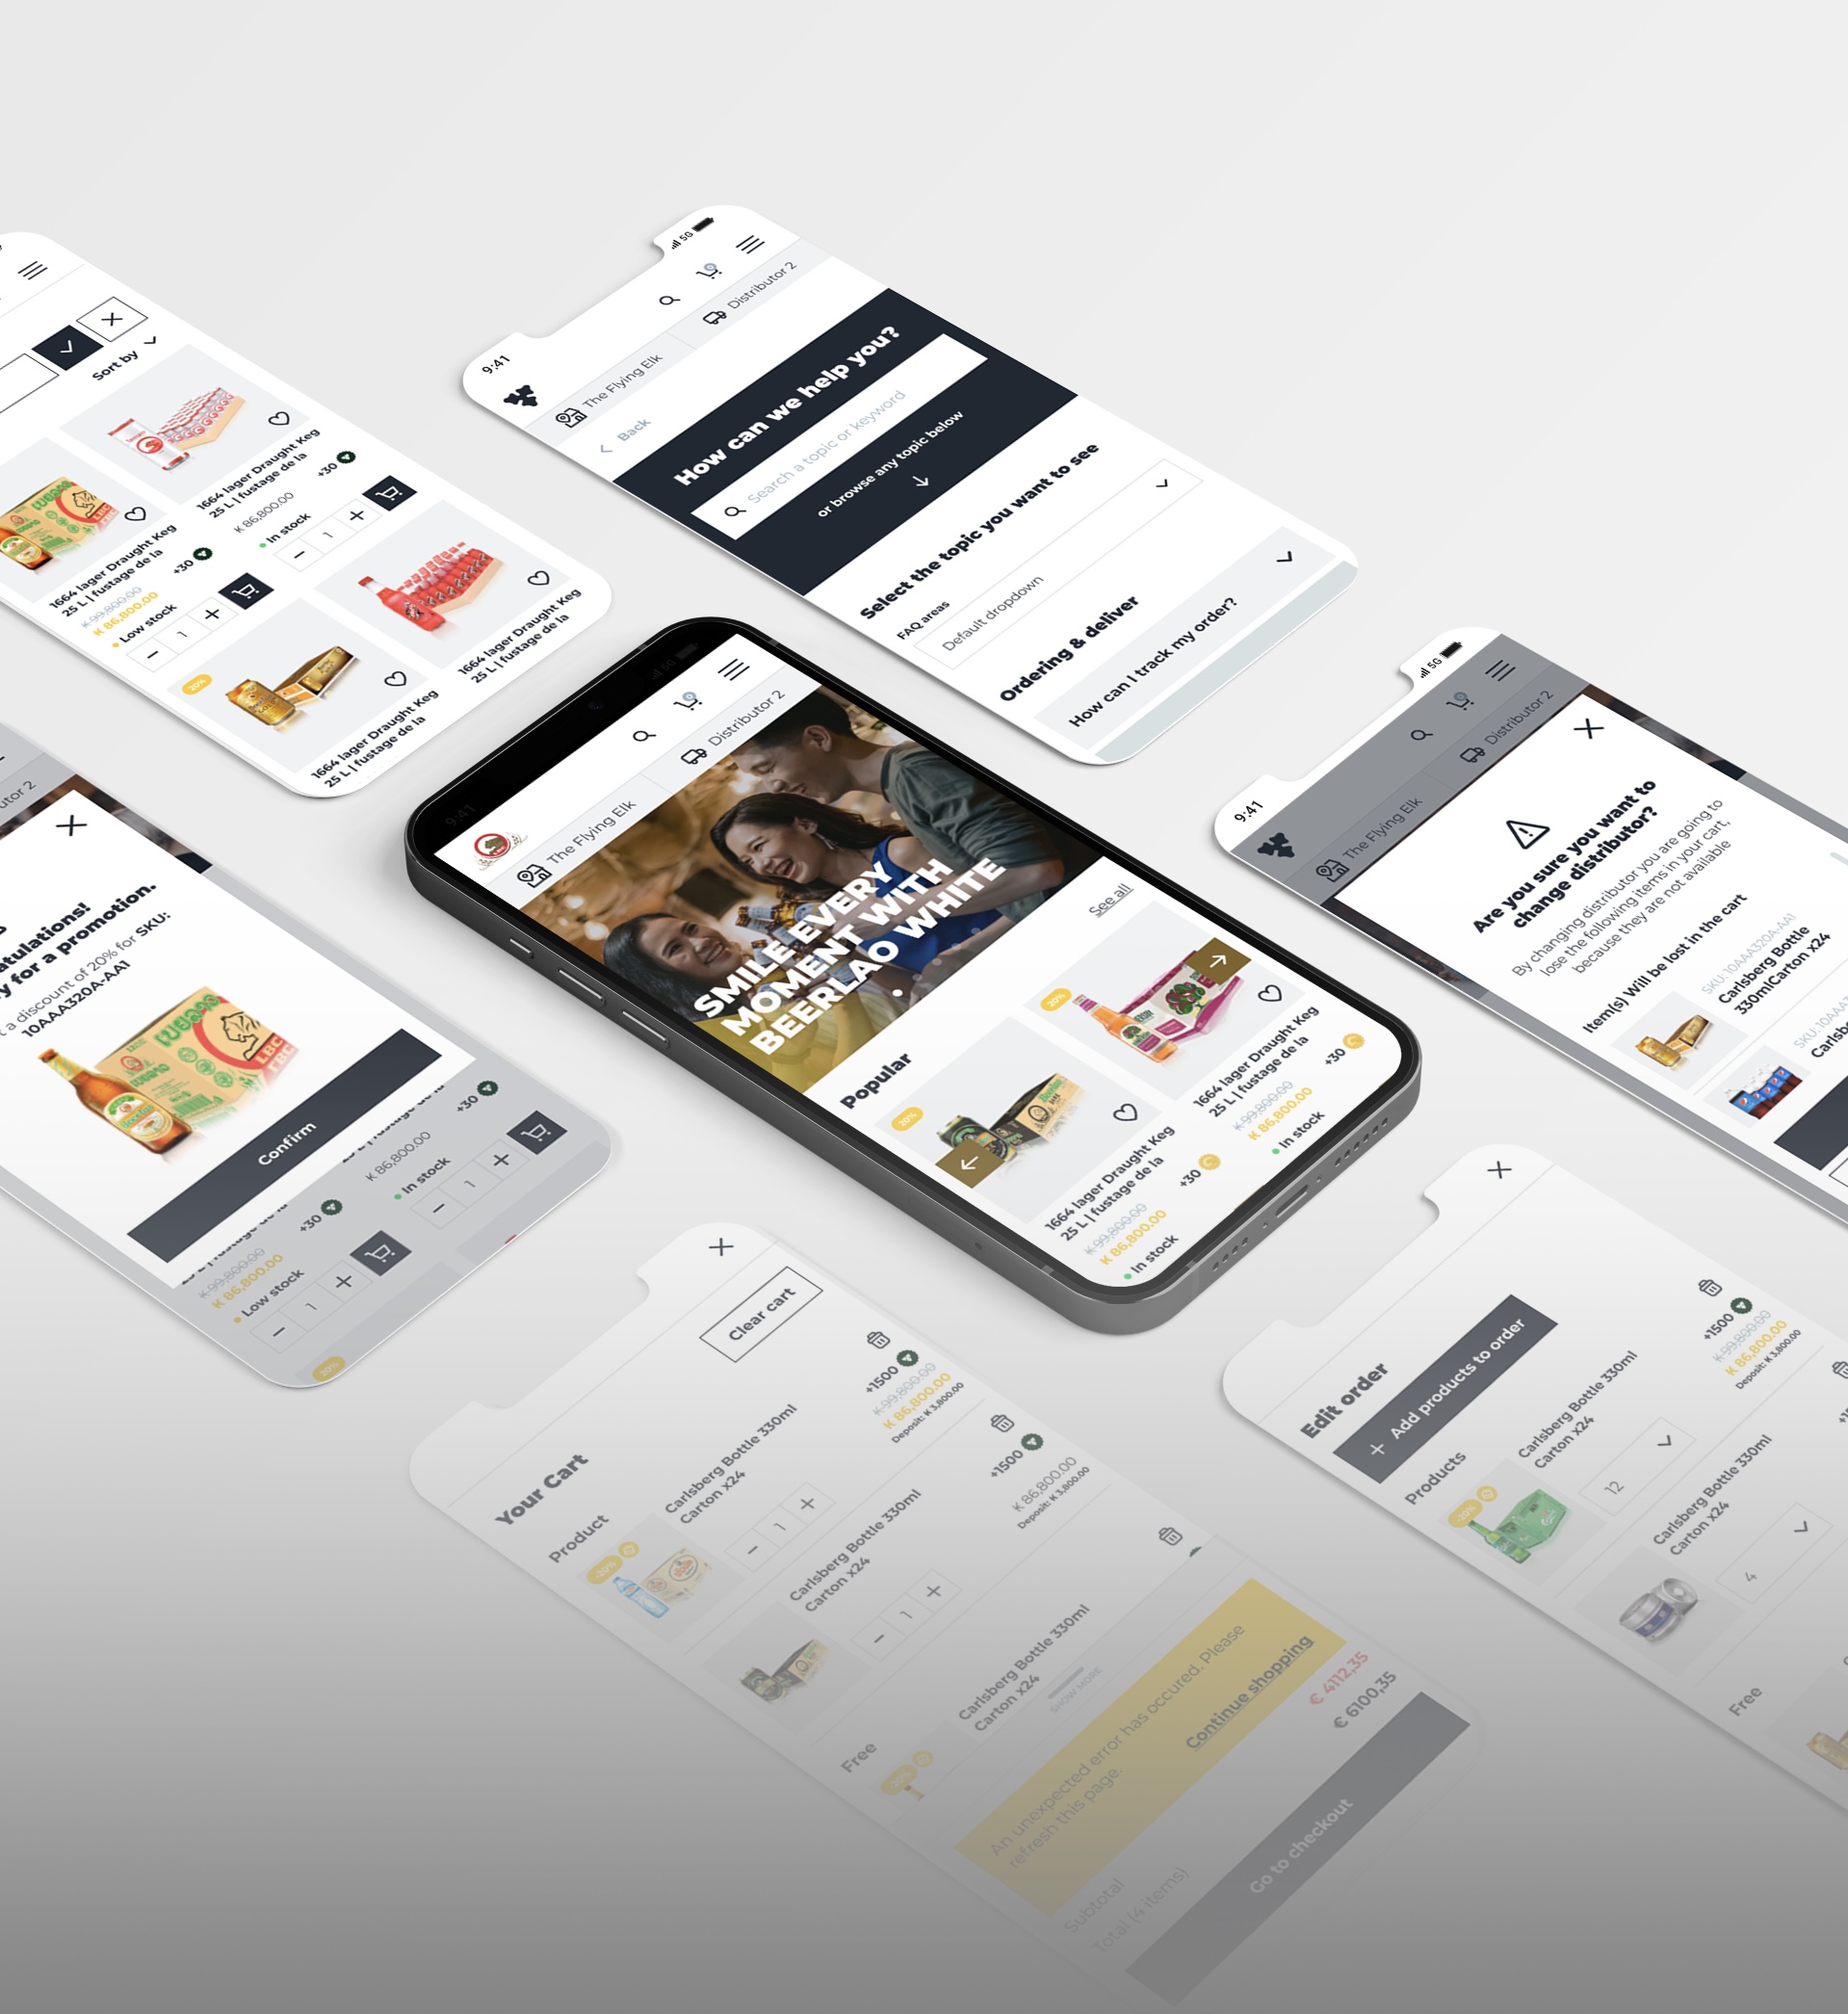 Sort by
1664 lager Draught Keg
25 L | fustage de la
+30
K 86,800.00
In stock
1
1664 lager Draught Keg
25 L | fustage de la
+30
K 99,800.00
K 86,800.00
Low stock
1
20%
1664 lager Draught Keg
25 L | fustage de la
1664 lager Draught Keg
25 L | fustage de la
9:41
5G
The Flying Elk
Distributor 2
Back
How can we help you?
Search a topic or keyword
or browse any topic below
Select the topic you want to see
FAQ areas
Default dropdown
Ordering & deliver
How can I track my order?
9:41
5G
The Flying Elk
Distributor 2
SMILE EVERY
MOMENT WITH
BEERLAO WHITE
Popular
See all
20%
1664 lager Draught Keg
25 L | fustage de la
+30
K 99,800.00
K 86,800.00
In stock
20%
1664 lager Draught Keg
25 L | fustage de la
+30
K 99,800.00
K 86,800.00
In stock
9:41
5G
The Flying Elk
Distributor 2
Are you sure you want to
change distributor?
By changing distributor you are going to
lose the following items in your cart,
because they are not available
Item(s) Will be lost in the cart
SKU: 10AAA320A-AA1
Carlsberg Bottle
330mlCarton x24
for a promotion.
a discount of 20% for SKU:
10AAA320A-AA1
LBC
Confirm
+30
K 99,800.00
K 86,800.00
Low stock
1
+30
K 86,800.00
In stock
1
20%
Your Cart
Clear cart
Product
-20%
Carlsberg Bottle 330ml
Carton x24
1
+1500
K 99,800.00
K 86,800.00
Deposit: K 3,800.00
Carlsberg Bottle 330ml
Carton x24
1
+1500
K 86,800.00
Deposit: K 3,800.00
Free
Carlsberg Bottle 330ml
Carton x24
SHOW MORE
An unexpected error has occured. Please
refresh this page.
Continue shopping
Subtotal
€ 4112,35
Total (4 items)
€ 6100,35
Go to checkout
Edit order
+ Add products to order
Products
-20%
Carlsberg Bottle 330ml
Carton x24
12
+1500
K 99,800.00
K 86,800.00
Deposit: K 3,800.00
Carlsberg Bottle 330ml
Carton x24
4
Free